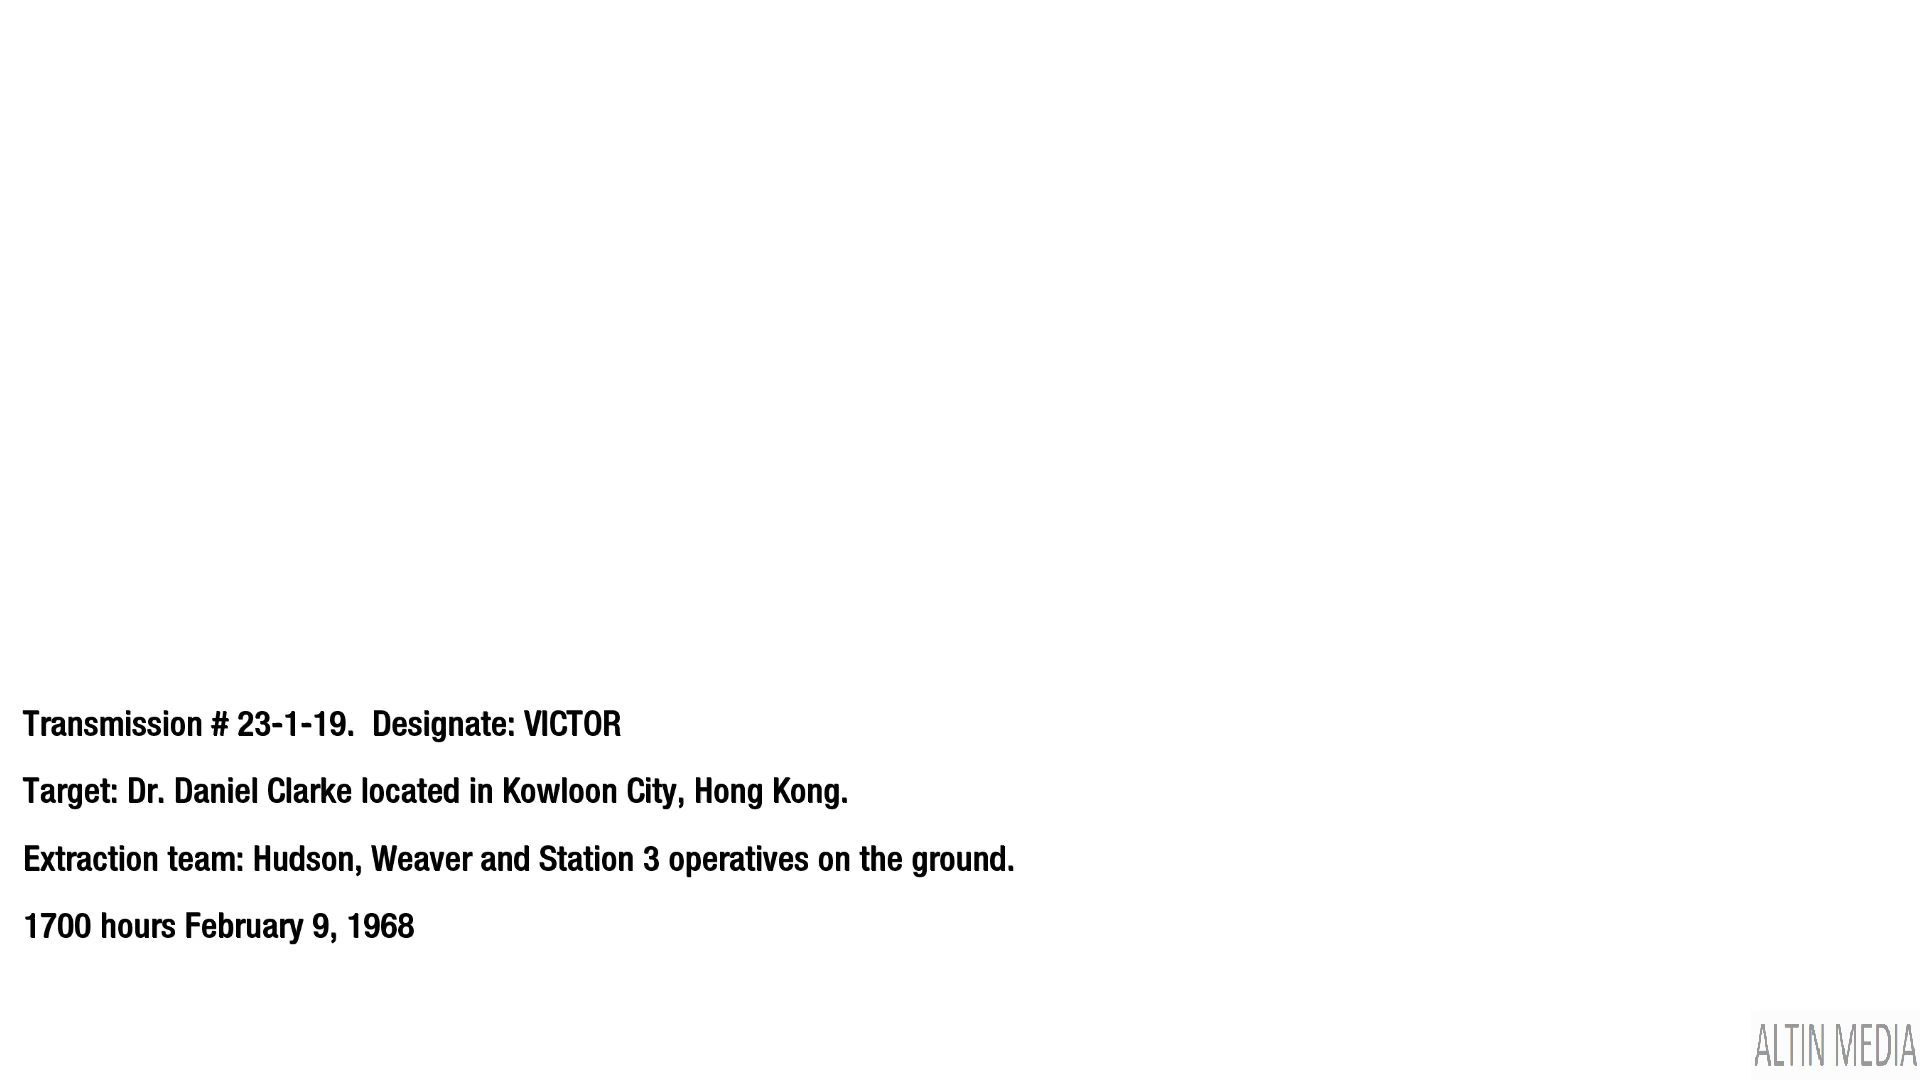 Transmission # 23-1-19.  Designate: VICTOR
Target: Dr. Daniel Clarke located in Kowloon City, Hong Kong.
Extraction team: Hudson, Weaver and Station 3 operatives on the ground.
1700 hours February 9, 1968
ALTIN MEDIA